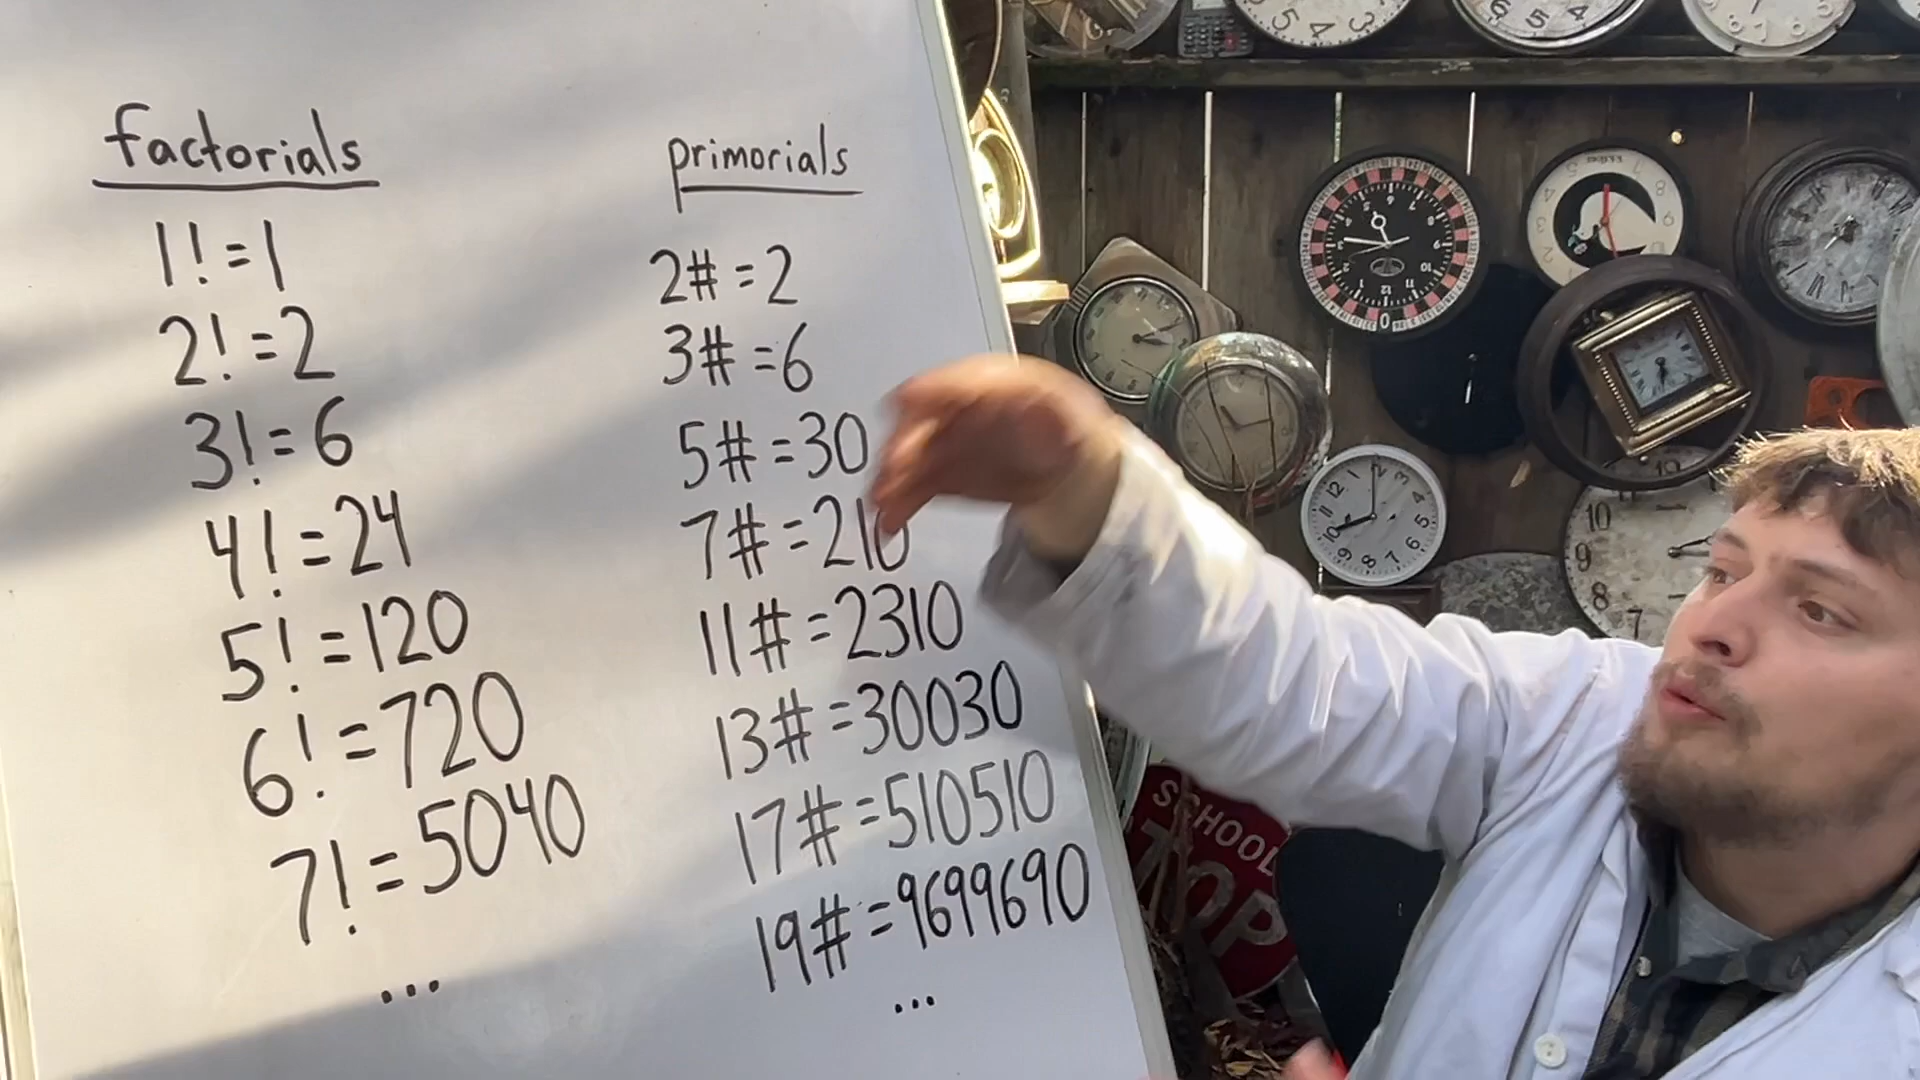 factorials
1! = 1
2! = 2
3! = 6
4! = 24
5! = 120
6! = 720
7! = 5040
...
primorials
2# = 2
3# = 6
5# = 30
7# = 210
11# = 2310
13# = 30030
17# = 510510
19# = 9699690
...
SCHOOL